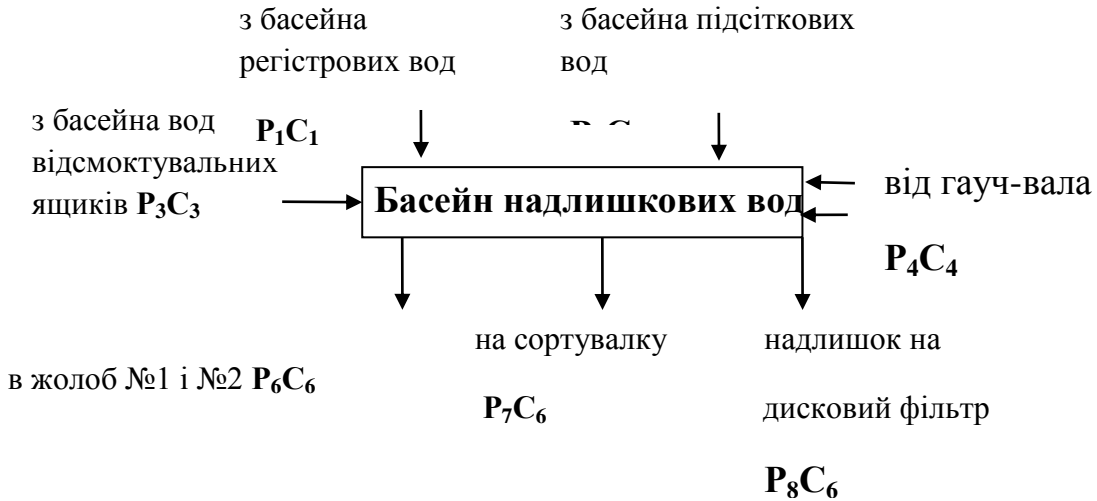 з басейна
регістрових вод
P₁C₁
з басейна підсіткових
вод
з басейна вод
відсмоктувальних
ящиків P₃C₃
Басейн надлишкових вод
від гауч-вала
P₄C₄
в жолоб №1 і №2 P₆C₆
на сортувалку
P₇C₆
надлишок на
дисковий фільтр
P₈C₆